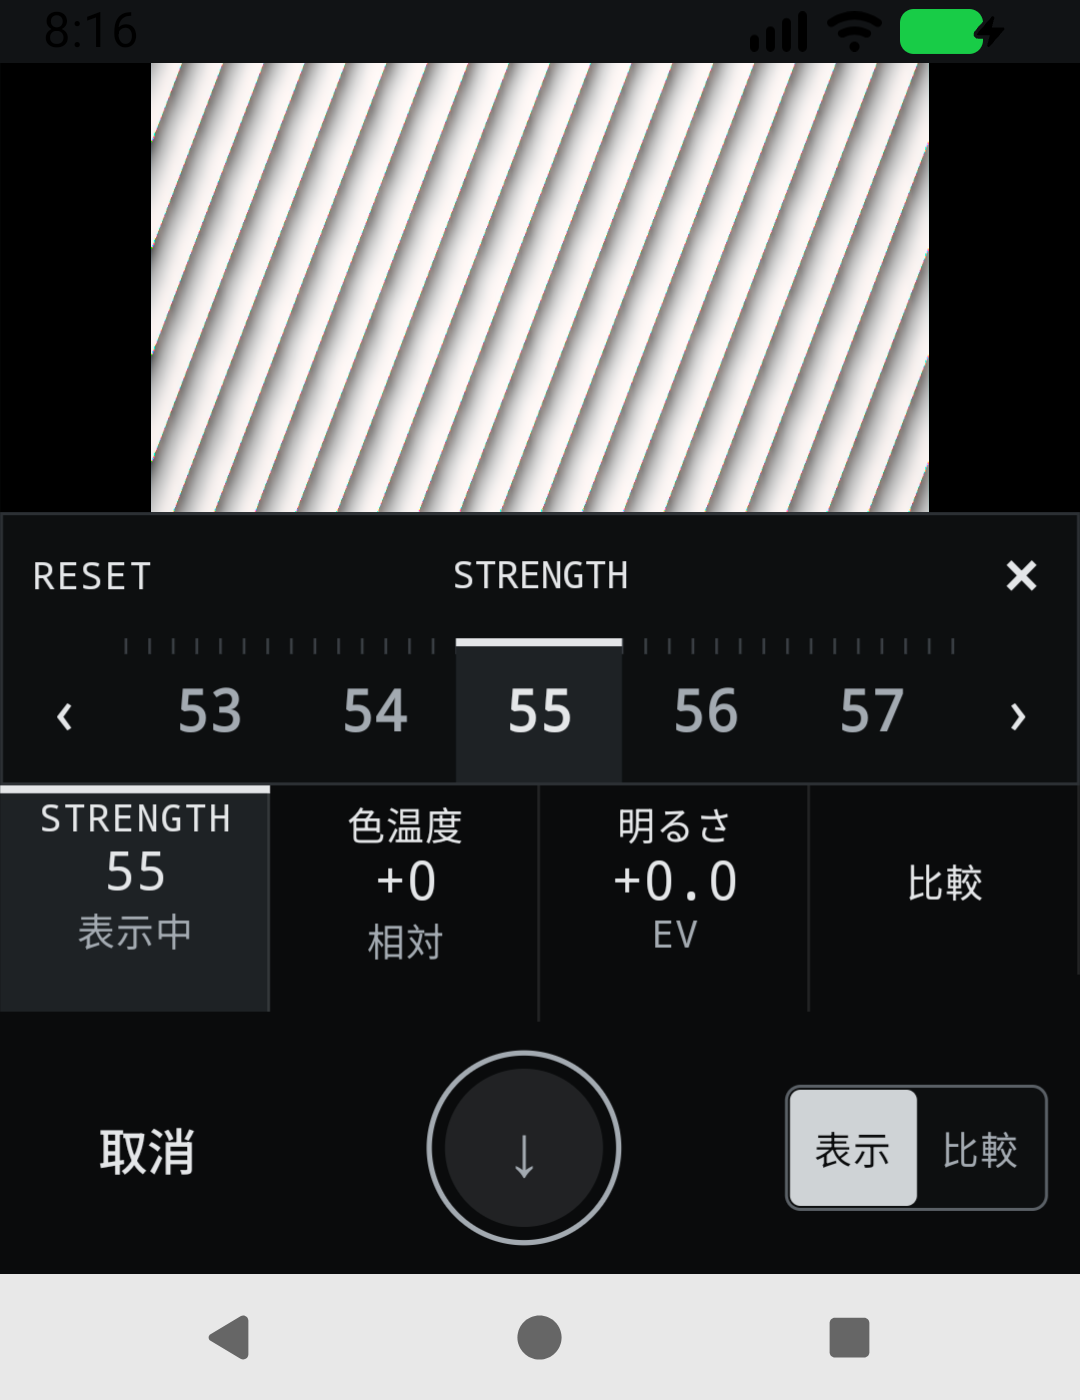 8:16
RESET STRENGTH ×
‹ 53 54 55 56 57 ›
STRENGTH
55
表示中
色温度
+0
相対
明るさ
+0.0
EV
比較
取消
↓
表示 比較